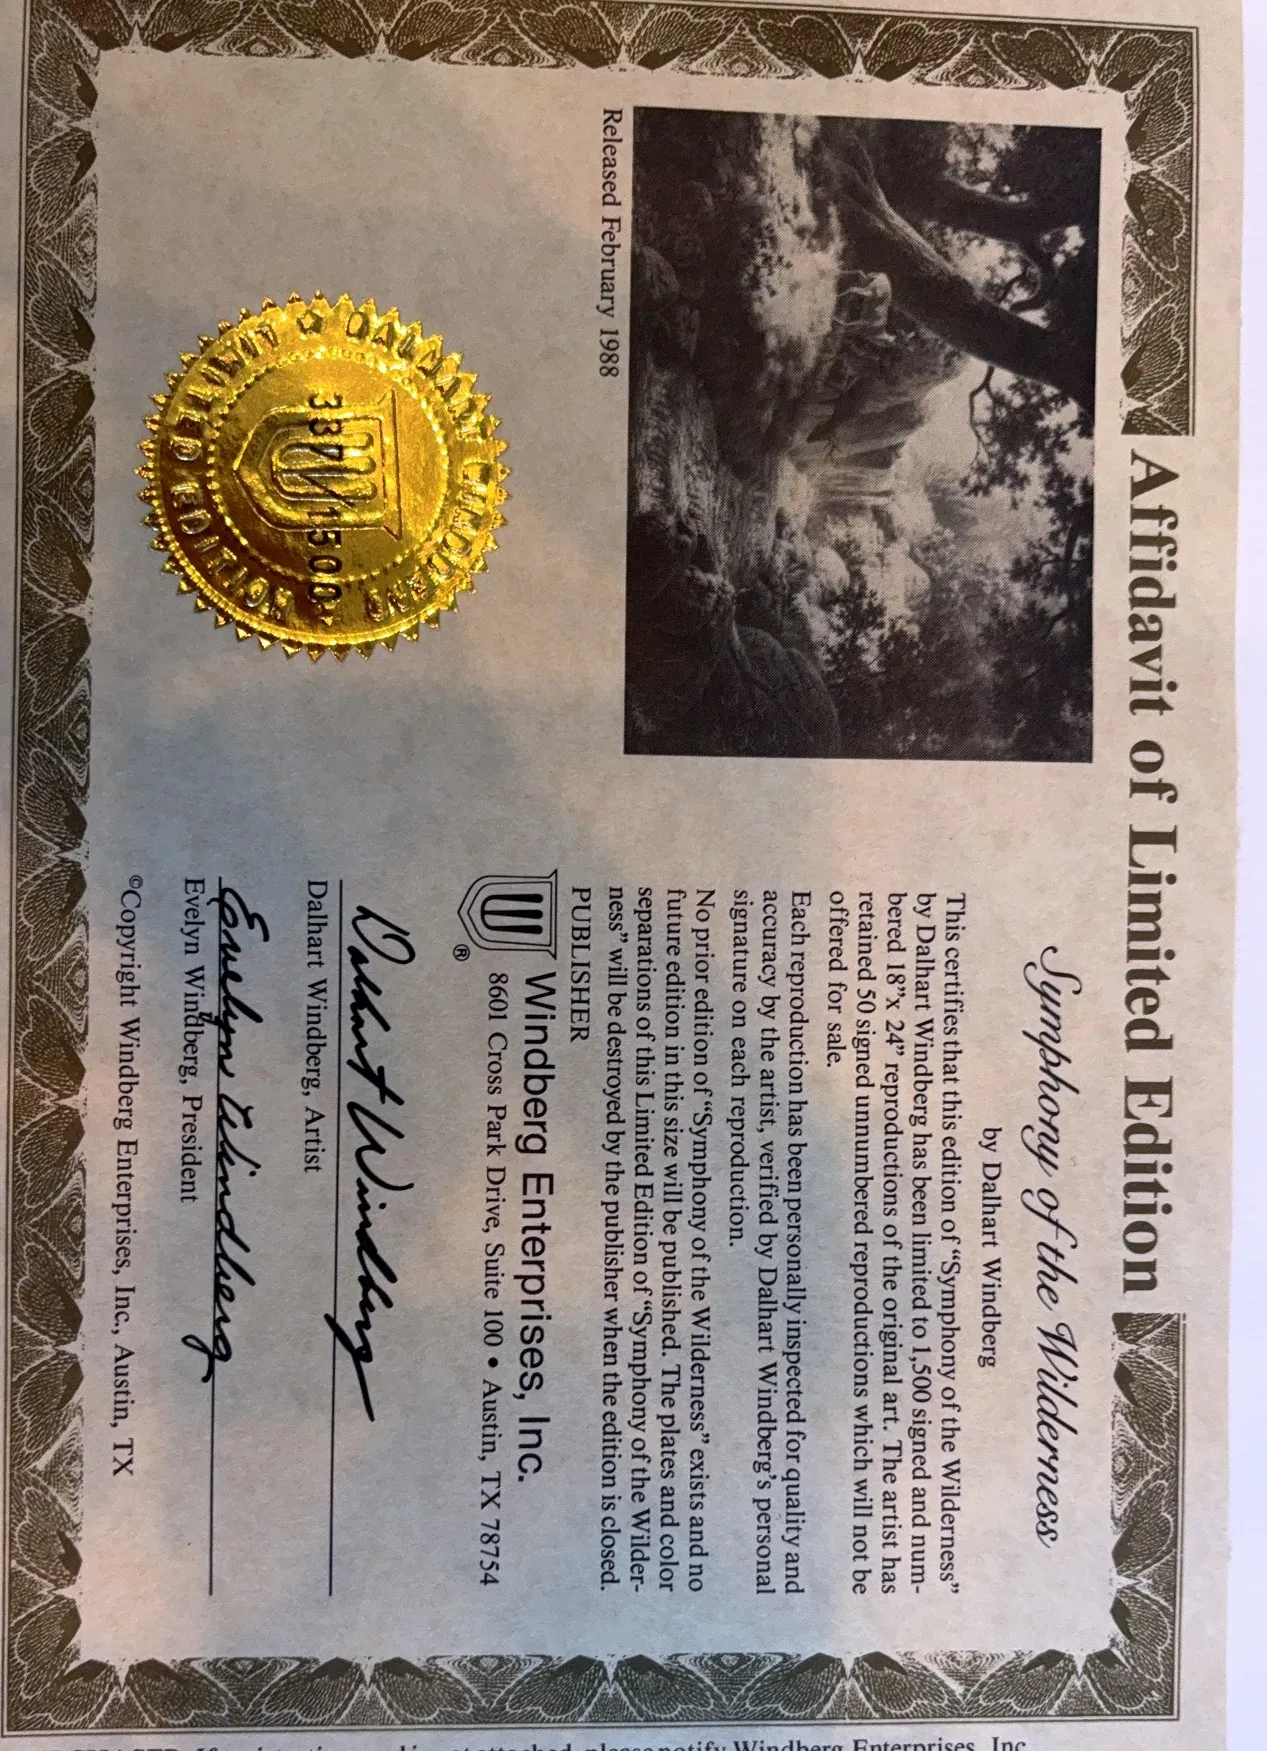 Affidavit of Limited Edition
Symphony of the Wilderness
by Dalhart Windberg
This certifies that this edition of “Symphony of the Wilderness”
by Dalhart Windberg has been limited to 1,500 signed and num-
bered 18”x 24” reproductions of the original art. The artist has
retained 50 signed unnumbered reproductions which will not be
offered for sale.
Each reproduction has been personally inspected for quality and
accuracy by the artist, verified by Dalhart Windberg’s personal
signature on each reproduction.
No prior edition of “Symphony of the Wilderness” exists and no
future edition in this size will be published. The plates and color
separations of this Limited Edition of “Symphony of the Wilder-
ness” will be destroyed by the publisher when the edition is closed.
PUBLISHER
Windberg Enterprises, Inc.
®
8601 Cross Park Drive, Suite 100 • Austin, TX 78754
Dalhart Windberg
Dalhart Windberg, Artist
Evelyn Windberg
Evelyn Windberg, President
©Copyright Windberg Enterprises, Inc., Austin, TX
Released February 1988
DALHART WINDBERG
LIMITED EDITION
/1500
please notify Windberg Enterprises, Inc.